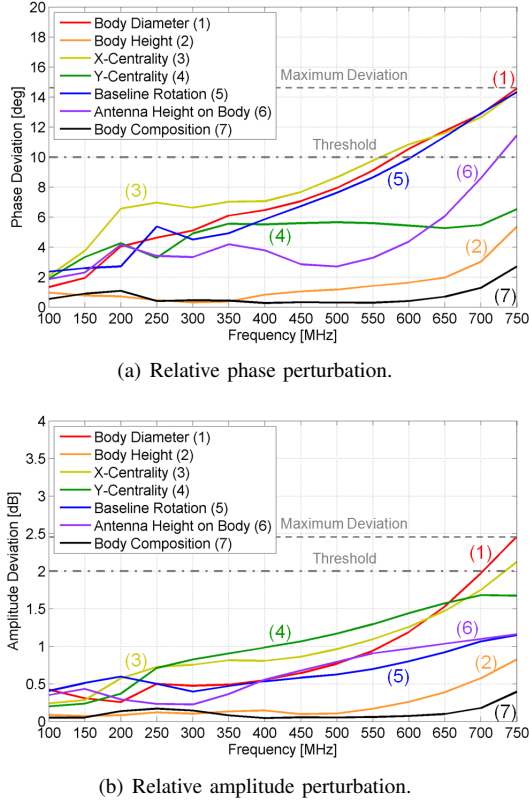 20
18
16
14
12
10
8
6
4
2
0
Phase Deviation [deg]
Body Diameter (1)
Body Height (2)
X-Centrality (3)
Y-Centrality (4)
Baseline Rotation (5)
Antenna Height on Body (6)
Body Composition (7)
Maximum Deviation
(1)
Threshold
(3)
(5)
(6)
(4)
(2)
(7)
100 150 200 250 300 350 400 450 500 550 600 650 700 750
Frequency [MHz]
(a) Relative phase perturbation.
4
3.5
3
2.5
2
1.5
1
0.5
0
Amplitude Deviation [dB]
Body Diameter (1)
Body Height (2)
X-Centrality (3)
Y-Centrality (4)
Baseline Rotation (5)
Antenna Height on Body (6)
Body Composition (7)
Maximum Deviation
(1)
Threshold
(3)
(4)
(6)
(5)
(2)
(7)
100 150 200 250 300 350 400 450 500 550 600 650 700 750
Frequency [MHz]
(b) Relative amplitude perturbation.